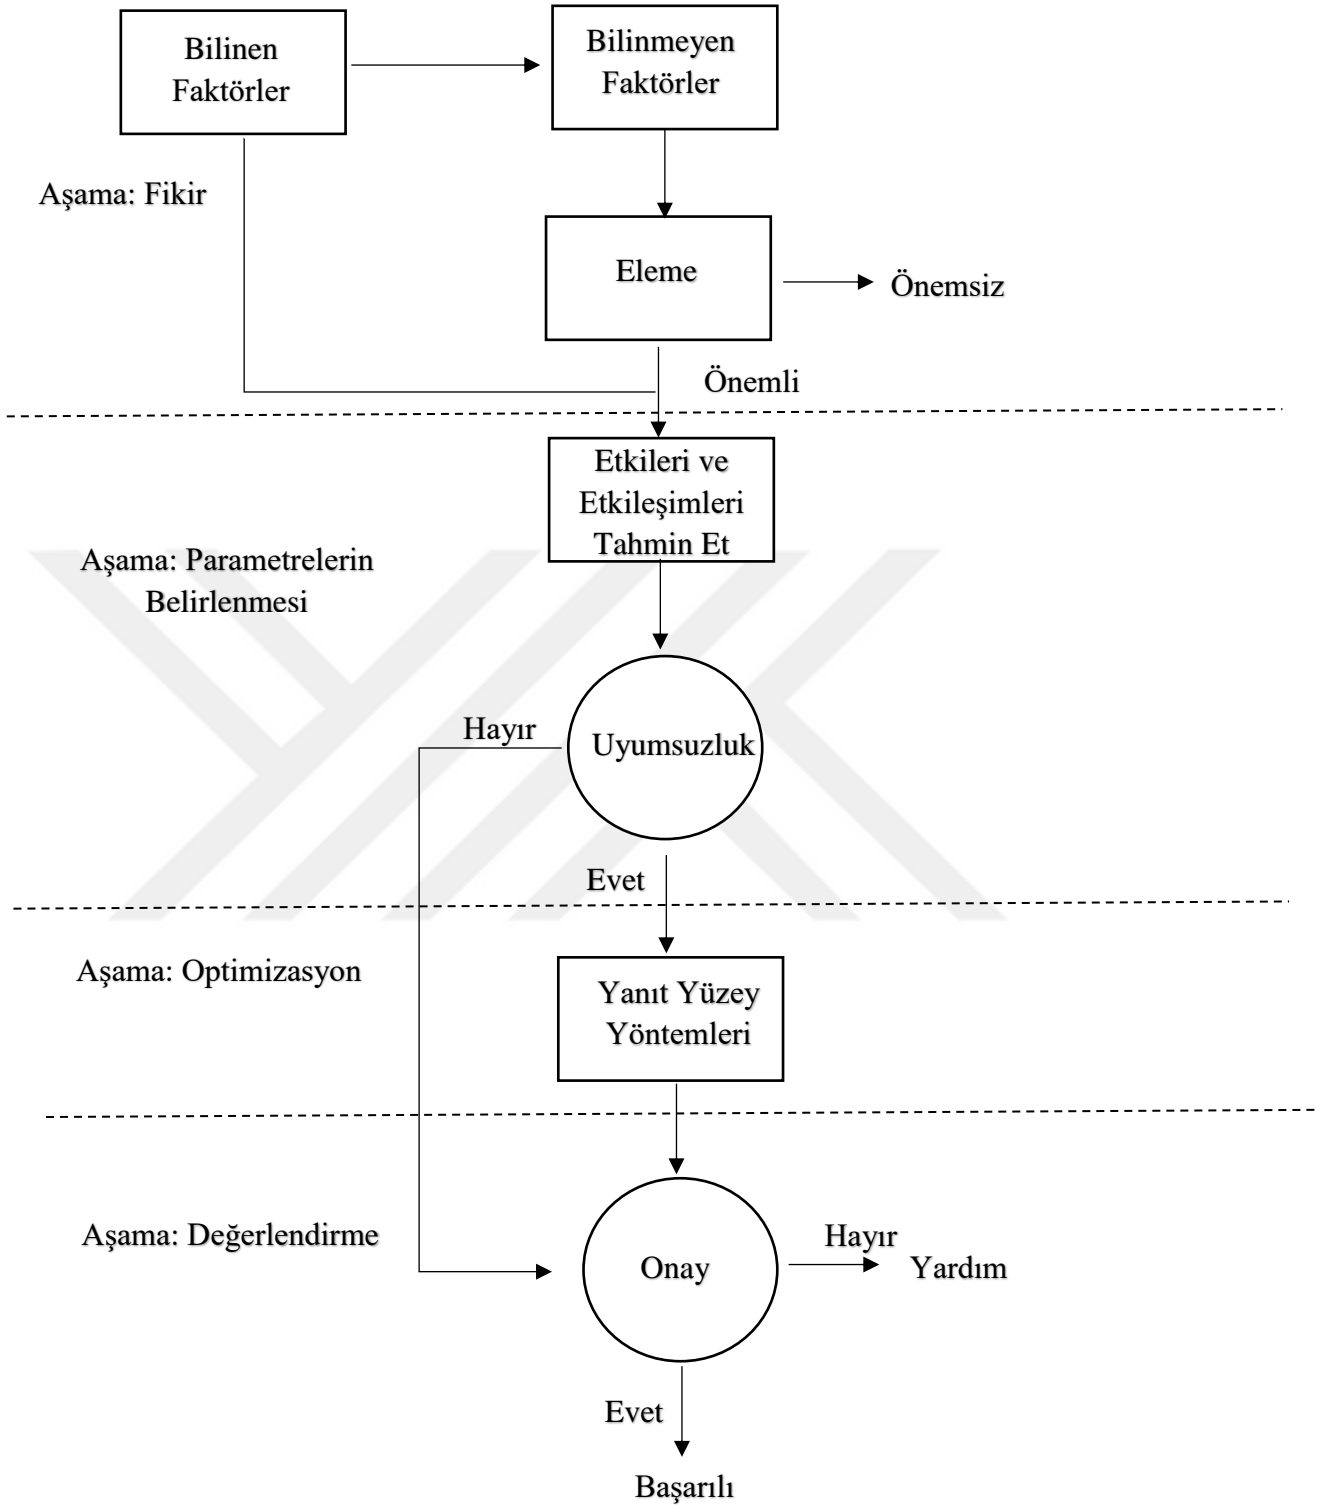 Bilinen
Faktörler
Bilinmeyen
Faktörler
Aşama: Fikir
Eleme
Önemsiz
Önemli
Etkileri ve
Etkileşimleri
Tahmin Et
Aşama: Parametrelerin
Belirlenmesi
Hayır
Uyumsuzluk
Evet
Aşama: Optimizasyon
Yanıt Yüzey
Yöntemleri
Aşama: Değerlendirme
Hayır
Onay
Yardım
Evet
Başarılı